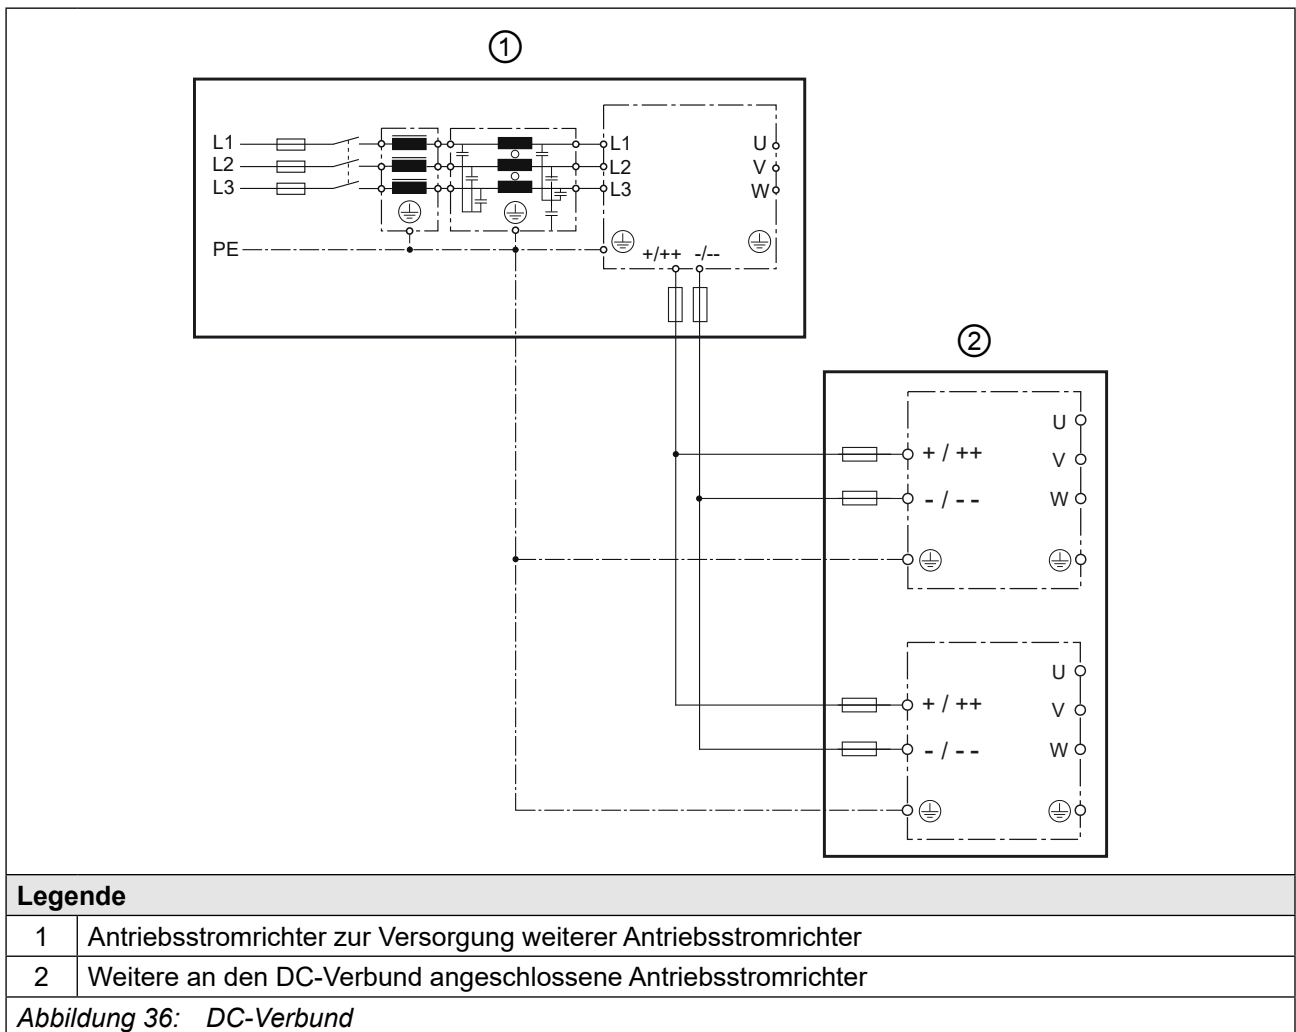 1
L1
L2
L3
PE
L1
L2
L3
U
V
W
+/++ -/--
2
U
+ / ++
V
- / - -
W
U
+ / ++
V
- / - -
W
Legende
1 Antriebsstromrichter zur Versorgung weiterer Antriebsstromrichter
2 Weitere an den DC-Verbund angeschlossene Antriebsstromrichter
Abbildung 36: DC-Verbund